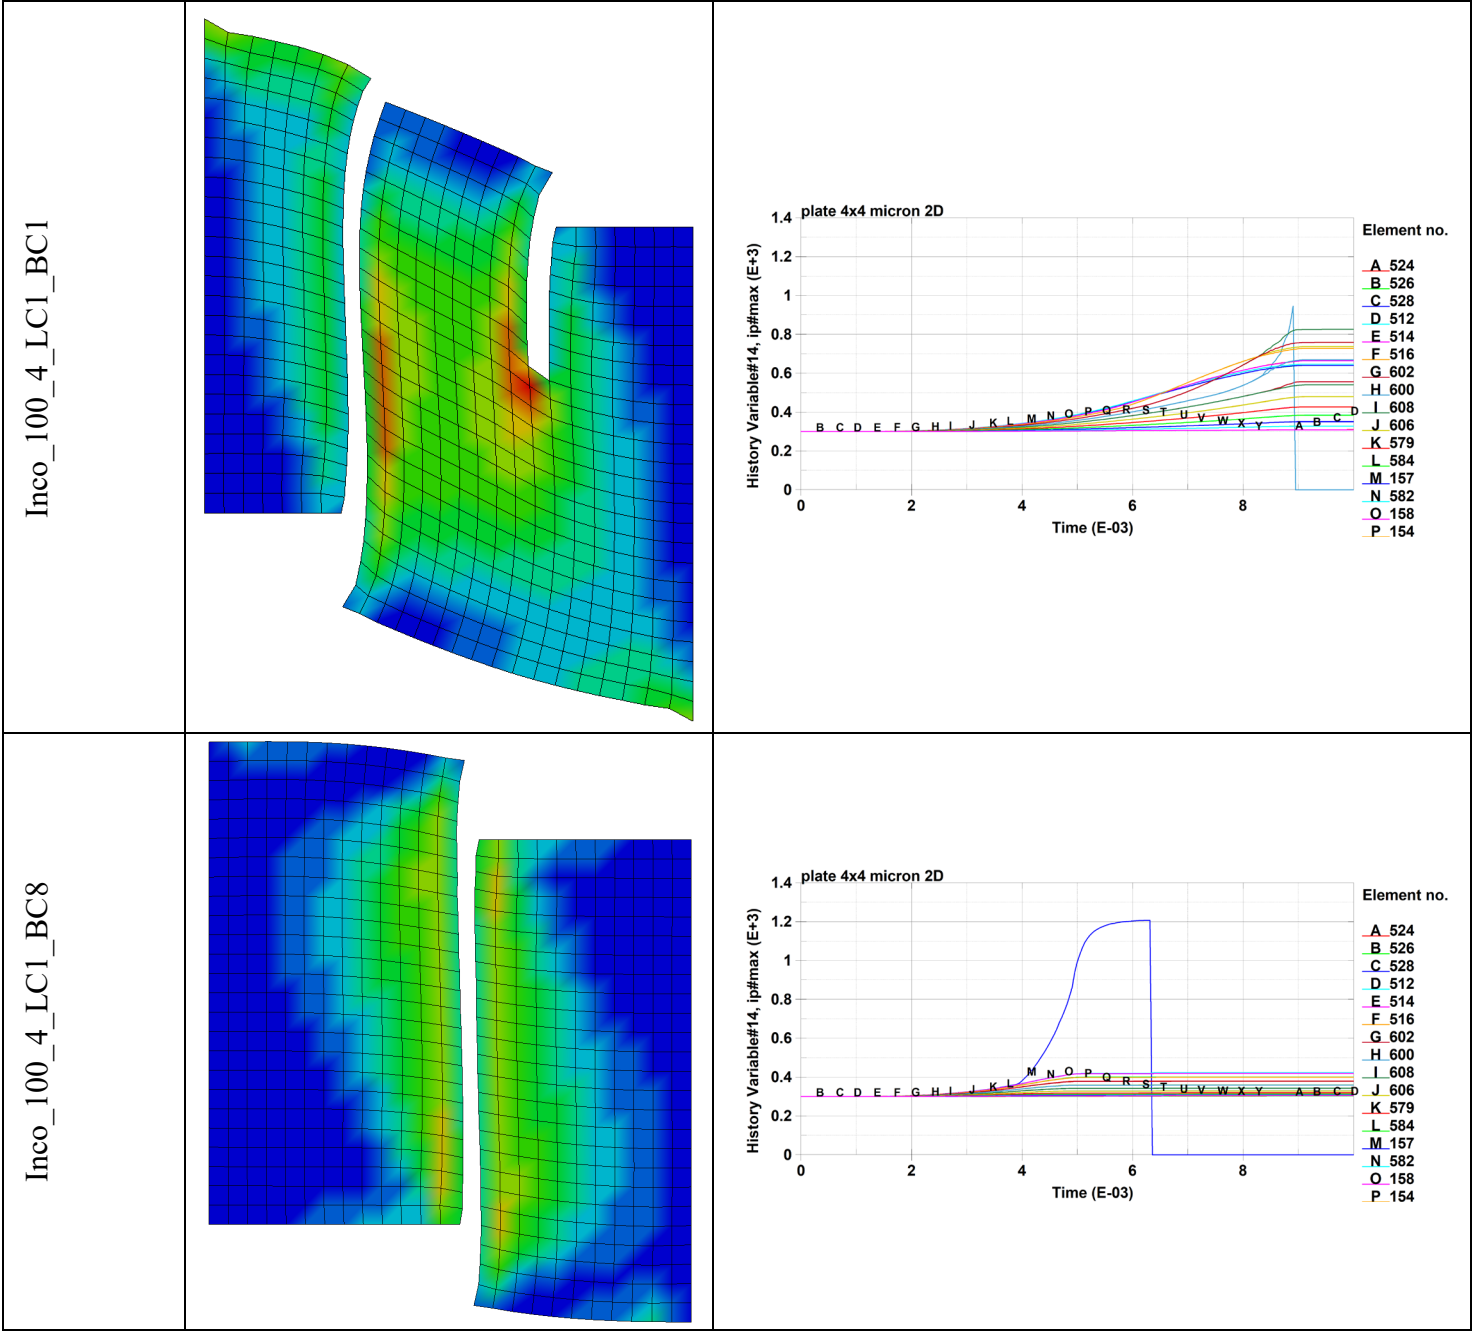 Inco_100_4_LC1_BC1
plate 4x4 micron 2D
History Variable#14, ip#max (E+3)
1.4
1.2
1
0.8
0.6
0.4
0.2
0
B C D E F G H I J K L M N O P Q R S T U V W X Y A B C D
0 2 4 6 8
Time (E-03)
Element no.
A 524
B 526
C 528
D 512
E 514
F 516
G 602
H 600
I 608
J 606
K 579
L 584
M 157
N 582
O 158
P 154
Inco_100_4_LC1_BC8
plate 4x4 micron 2D
History Variable#14, ip#max (E+3)
1.4
1.2
1
0.8
0.6
0.4
0.2
0
B C D E F G H I J K L M N O P Q R S T U V W X Y A B C D
0 2 4 6 8
Time (E-03)
Element no.
A 524
B 526
C 528
D 512
E 514
F 516
G 602
H 600
I 608
J 606
K 579
L 584
M 157
N 582
O 158
P 154